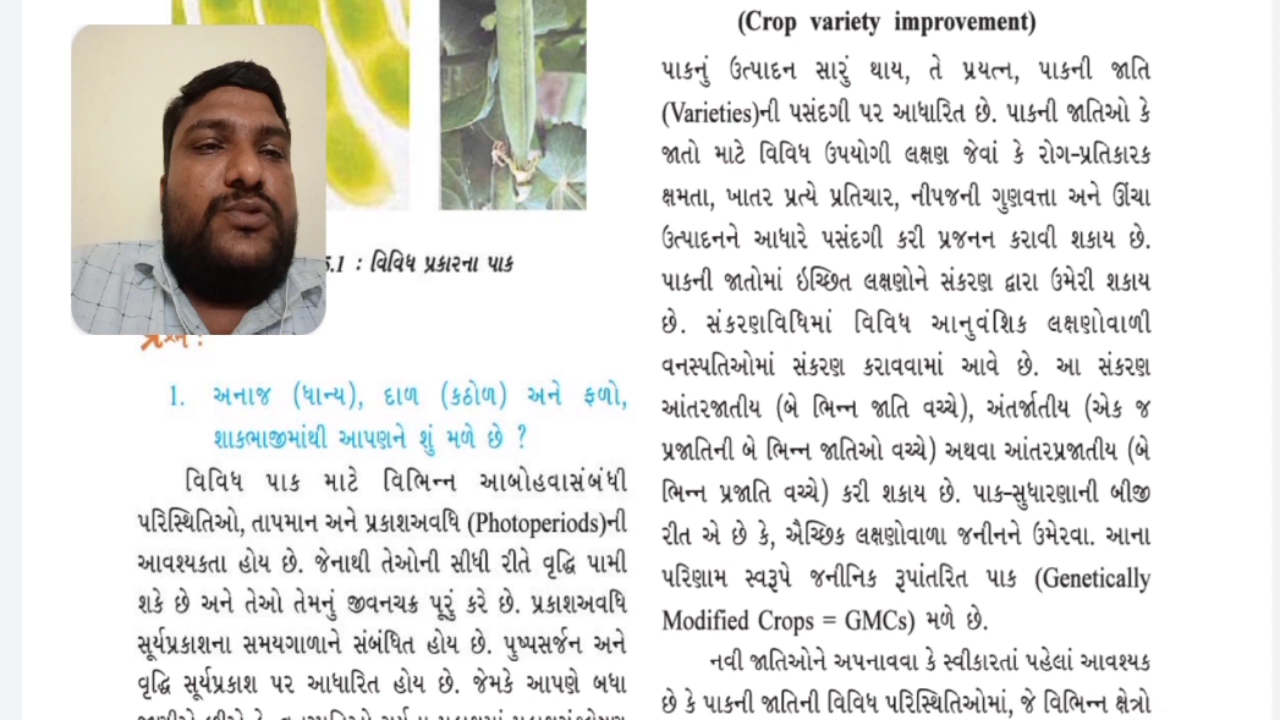 5.1 : વિવિધ પ્રકારના પાક
પ્રશ્ન :
1. અનાજ (ધાન્ય), દાળ (કઠોળ) અને ફળો,
શાકભાજીમાંથી આપણને શું મળે છે ?
વિવિધ પાક માટે વિભિન્ન આબોહવાસંબંધી
પરિસ્થિતિઓ, તાપમાન અને પ્રકાશઅવધિ (Photoperiods)ની
આવશ્યકતા હોય છે. જેનાથી તેઓની સીધી રીતે વૃદ્ધિ પામી
શકે છે અને તેઓ તેમનું જીવનચક્ર પૂરું કરે છે. પ્રકાશઅવધિ
સૂર્યપ્રકાશના સમયગાળાને સંબંધિત હોય છે. પુષ્પસર્જન અને
વૃદ્ધિ સૂર્યપ્રકાશ પર આધારિત હોય છે. જેમકે આપણે બધા
(Crop variety improvement)
પાકનું ઉત્પાદન સારું થાય, તે પ્રયત્ન, પાકની જાતિ
(Varieties)ની પસંદગી પર આધારિત છે. પાકની જાતિઓ કે
જાતો માટે વિવિધ ઉપયોગી લક્ષણ જેવાં કે રોગ-પ્રતિકારક
ક્ષમતા, ખાતર પ્રત્યે પ્રતિચાર, નીપજની ગુણવત્તા અને ઊંચા
ઉત્પાદનને આધારે પસંદગી કરી પ્રજનન કરાવી શકાય છે.
પાકની જાતોમાં ઇચ્છિત લક્ષણોને સંકરણ દ્વારા ઉમેરી શકાય
છે. સંકરણવિધિમાં વિવિધ આનુવંશિક લક્ષણોવાળી
વનસ્પતિઓમાં સંકરણ કરાવવામાં આવે છે. આ સંકરણ
આંતરજાતીય (બે ભિન્ન જાતિ વચ્ચે), અંતર્જાતીય (એક જ
પ્રજાતિની બે ભિન્ન જાતિઓ વચ્ચે) અથવા આંતરપ્રજાતીય (બે
ભિન્ન પ્રજાતિ વચ્ચે) કરી શકાય છે. પાક-સુધારણાની બીજી
રીત એ છે કે, ઐચ્છિક લક્ષણોવાળા જનીનને ઉમેરવા. આના
પરિણામ સ્વરૂપે જનીનિક રૂપાંતરિત પાક (Genetically
Modified Crops = GMCs) મળે છે.
નવી જાતિઓને અપનાવવા કે સ્વીકારતાં પહેલાં આવશ્યક
છે કે પાકની જાતિની વિવિધ પરિસ્થિતિઓમાં, જે વિભિન્ન ક્ષેત્રો